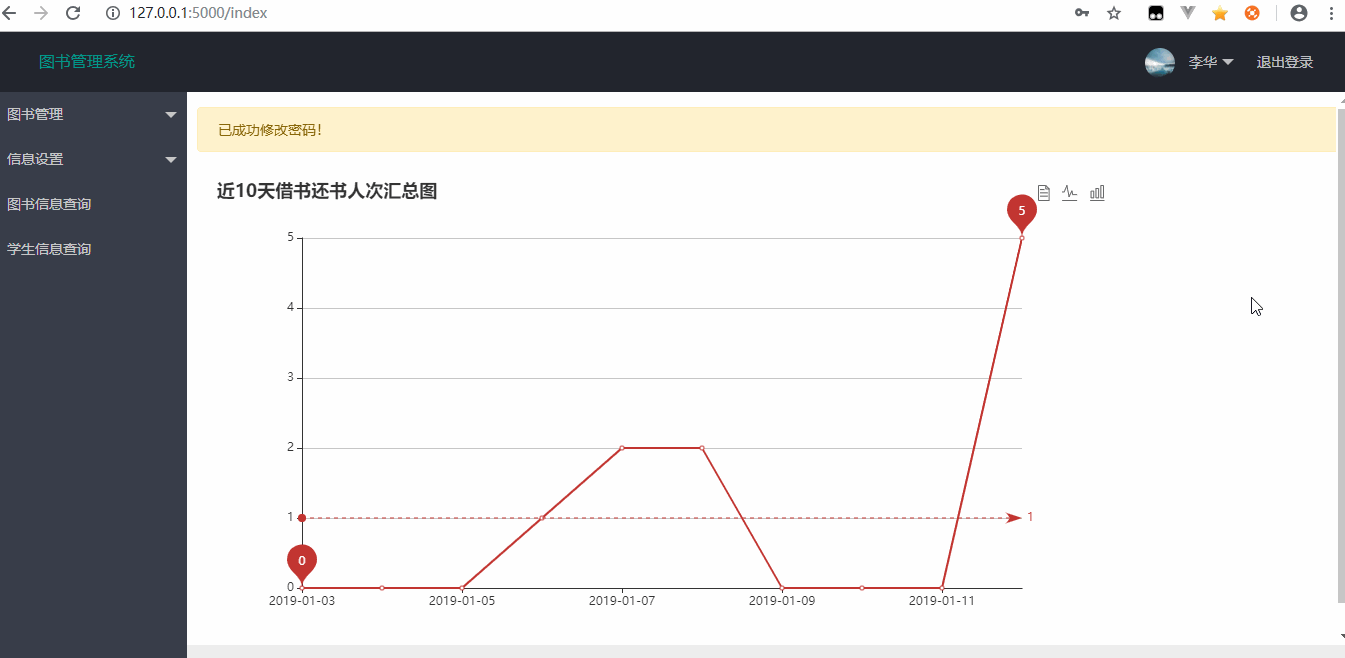 127.0.0.1:5000/index
图书管理系统
李华
退出登录
图书管理
信息设置
图书信息查询
学生信息查询
已成功修改密码！
近10天借书还书人次汇总图
5
5
4
3
2
1
1
0
0
2019-01-03
2019-01-05
2019-01-07
2019-01-09
2019-01-11